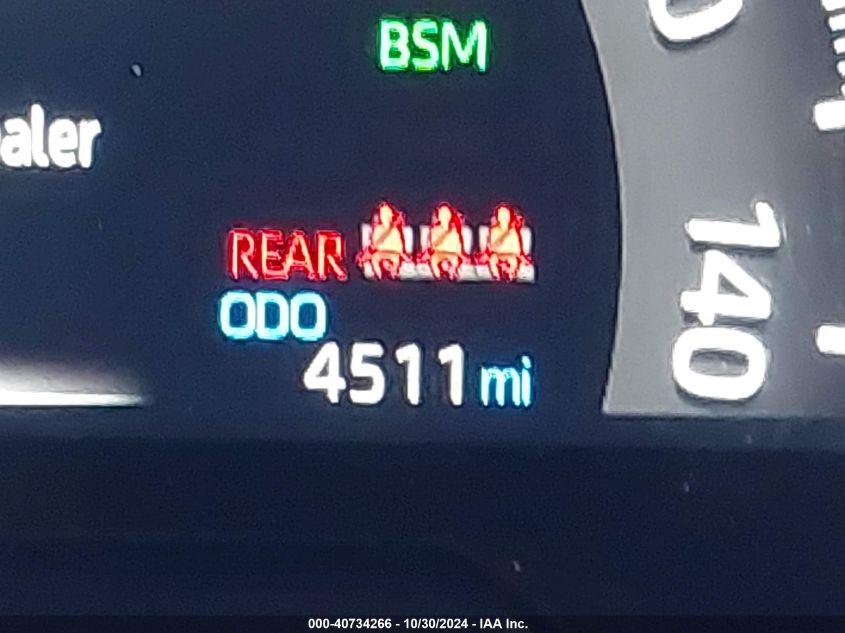 BSM
aler
REAR
ODO
4511 mi
140
000-40734266 - 10/30/2024 - IAA Inc.